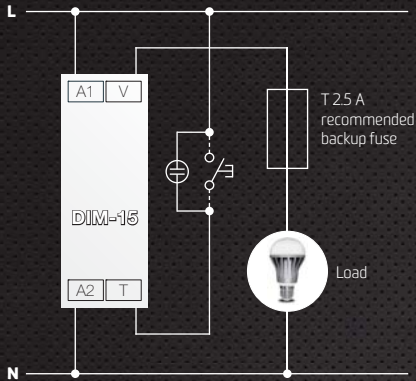 L
A1 V
T 2.5 A
recommended
backup fuse
DIM-15
Load
A2 T
N